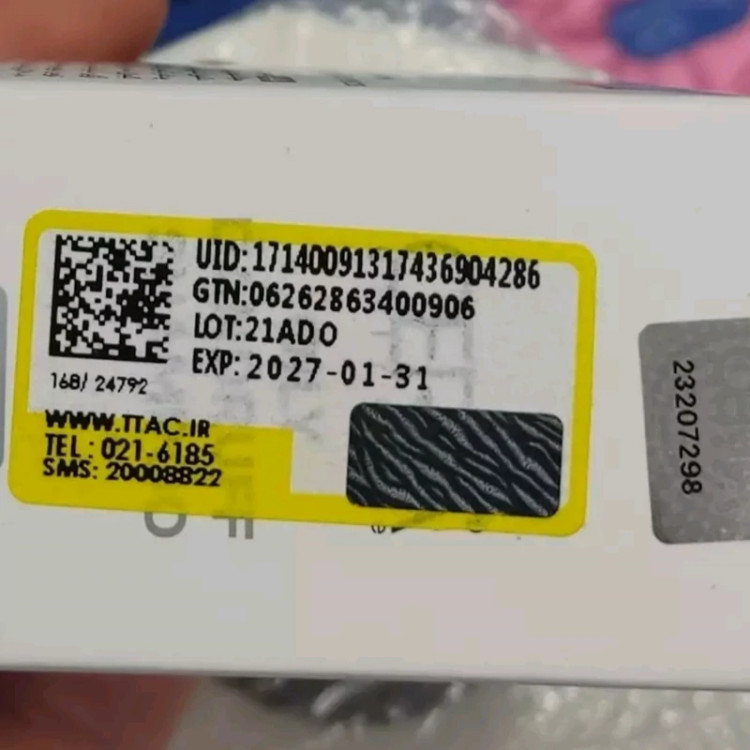 UID:17140091317436904286
GTN:06262863400906
LOT:21ADO
EXP: 2027-01-31
168/ 24792
WWW.TTAC.IR
TEL : 021-6185
SMS: 20008822
23207298